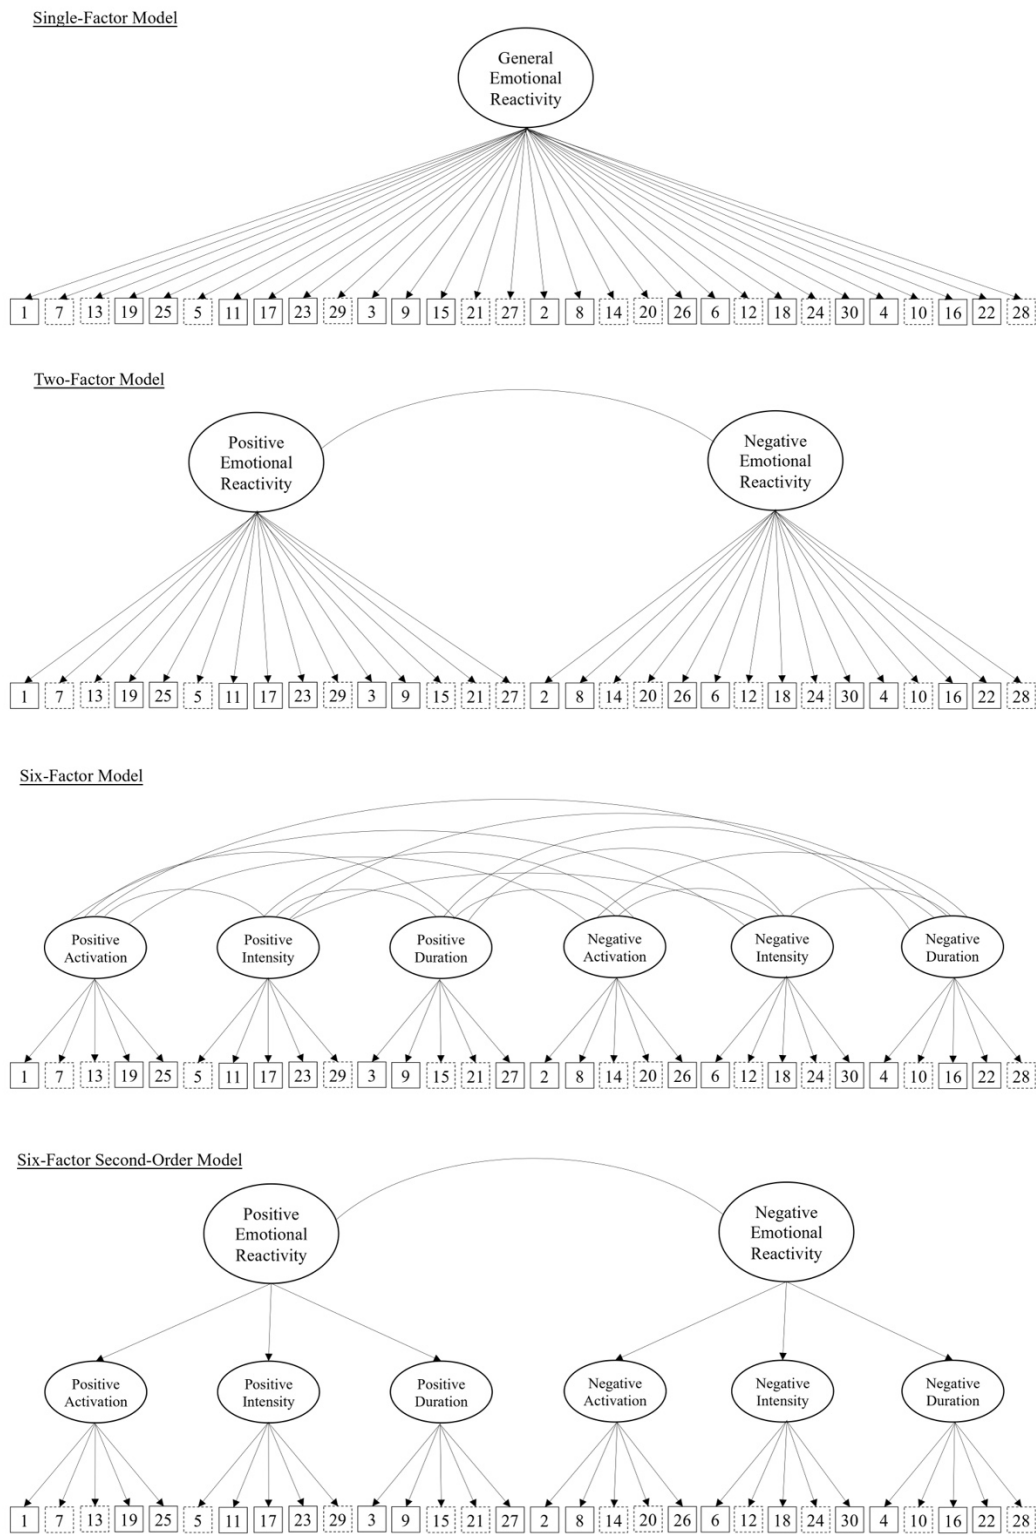 Single-Factor Model
General
Emotional
Reactivity
1 7 13 19 25 5 11 17 23 29 3 9 15 21 27 2 8 14 20 26 6 12 18 24 30 4 10 16 22 28
Two-Factor Model
Positive
Emotional
Reactivity
Negative
Emotional
Reactivity
1 7 13 19 25 5 11 17 23 29 3 9 15 21 27 2 8 14 20 26 6 12 18 24 30 4 10 16 22 28
Six-Factor Model
Positive
Activation
Positive
Intensity
Positive
Duration
Negative
Activation
Negative
Intensity
Negative
Duration
1 7 13 19 25 5 11 17 23 29 3 9 15 21 27 2 8 14 20 26 6 12 18 24 30 4 10 16 22 28
Six-Factor Second-Order Model
Positive
Emotional
Reactivity
Negative
Emotional
Reactivity
Positive
Activation
Positive
Intensity
Positive
Duration
Negative
Activation
Negative
Intensity
Negative
Duration
1 7 13 19 25 5 11 17 23 29 3 9 15 21 27 2 8 14 20 26 6 12 18 24 30 4 10 16 22 28